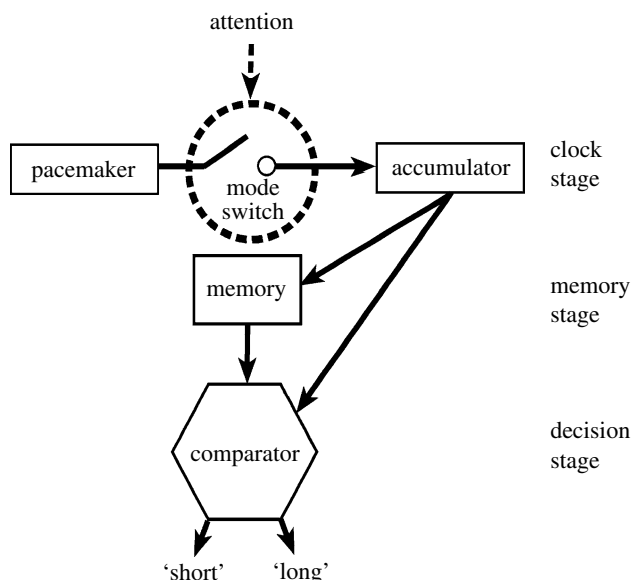 attention
pacemaker
mode
switch
accumulator
clock
stage
memory
memory
stage
comparator
decision
stage
‘short’
‘long’